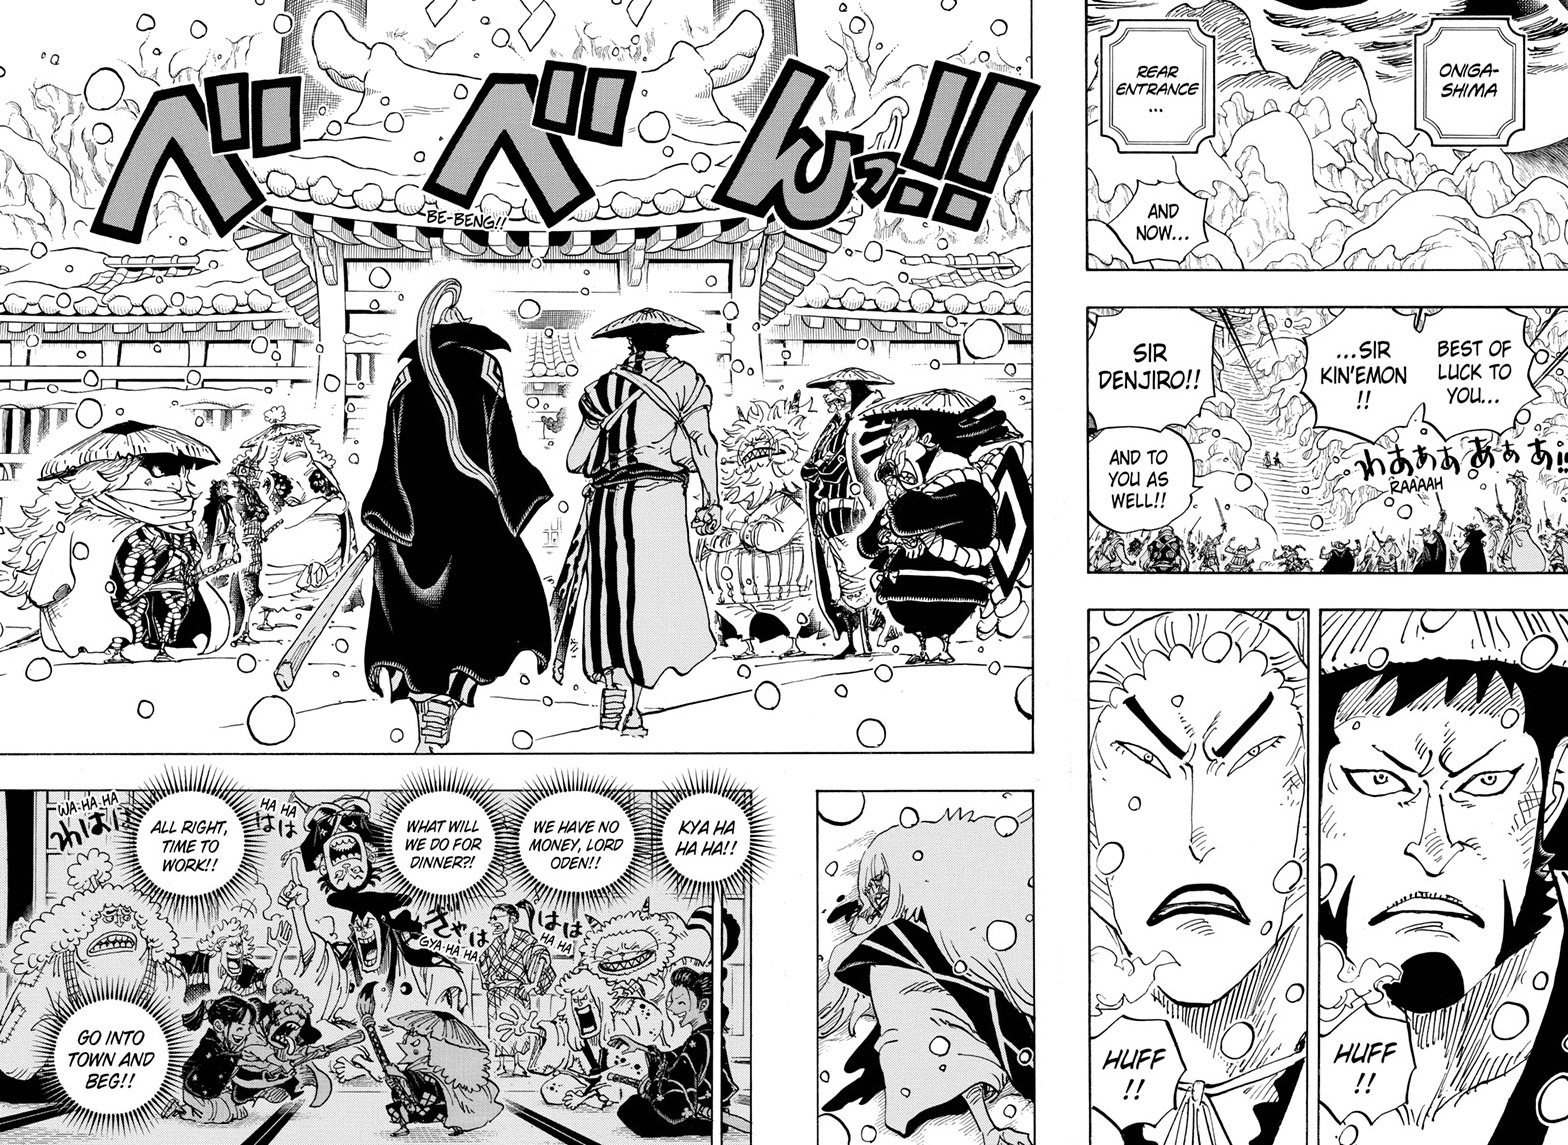 ONIGA-
SHIMA
REAR
ENTRANCE
...
AND
NOW...
BEST OF
LUCK TO
YOU...
...SIR
KIN'EMON
!!
SIR
DENJIRO!!
AND TO
YOU AS
WELL!!
わあああああぁ!!
RAAAAH
HUFF
!!
HUFF
!!
べべんっ!!
BE-BENG!!
KYA HA
HA HA!!
WE HAVE NO
MONEY, LORD
ODEN!!
WHAT WILL
WE DO FOR
DINNER?!
ALL RIGHT,
TIME TO
WORK!!
GO INTO
TOWN AND
BEG!!
はは
HA HA
ぎゃは
GYA HA HA
はは
HA HA
わはは
WA-HA-HA